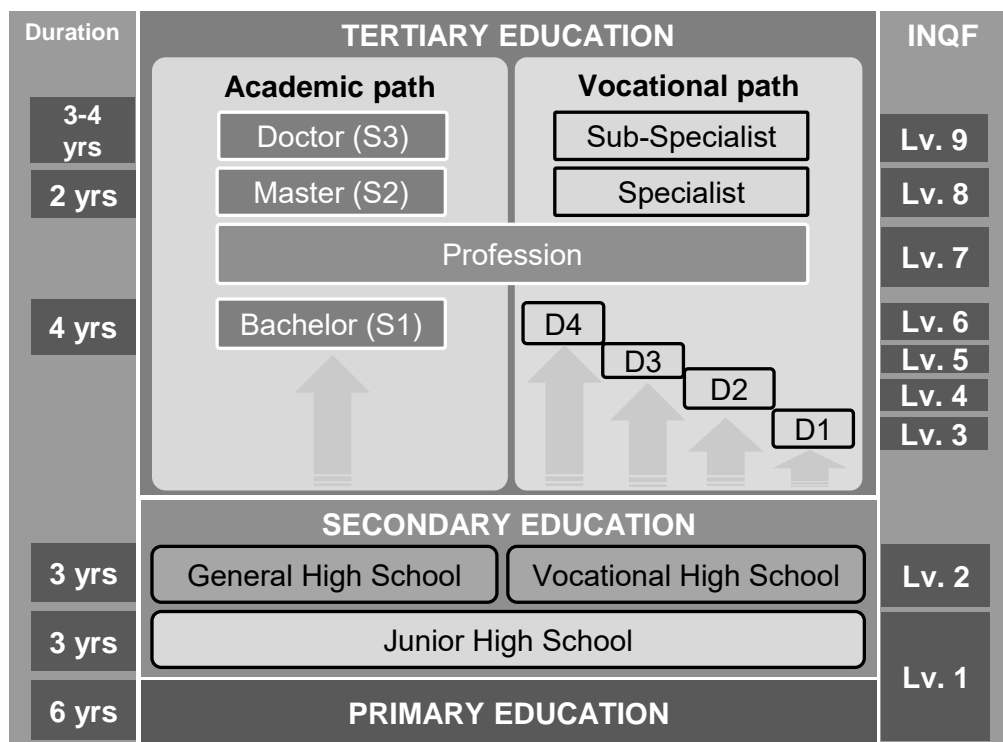 Duration
TERTIARY EDUCATION
INQF
Academic path
Vocational path
3-4
yrs
Doctor (S3)
Sub-Specialist
Lv. 9
2 yrs
Master (S2)
Specialist
Lv. 8
Profession
Lv. 7
4 yrs
Bachelor (S1)
D4
Lv. 6
D3
Lv. 5
D2
Lv. 4
D1
Lv. 3
SECONDARY EDUCATION
3 yrs
General High School
Vocational High School
Lv. 2
3 yrs
Junior High School
Lv. 1
6 yrs
PRIMARY EDUCATION